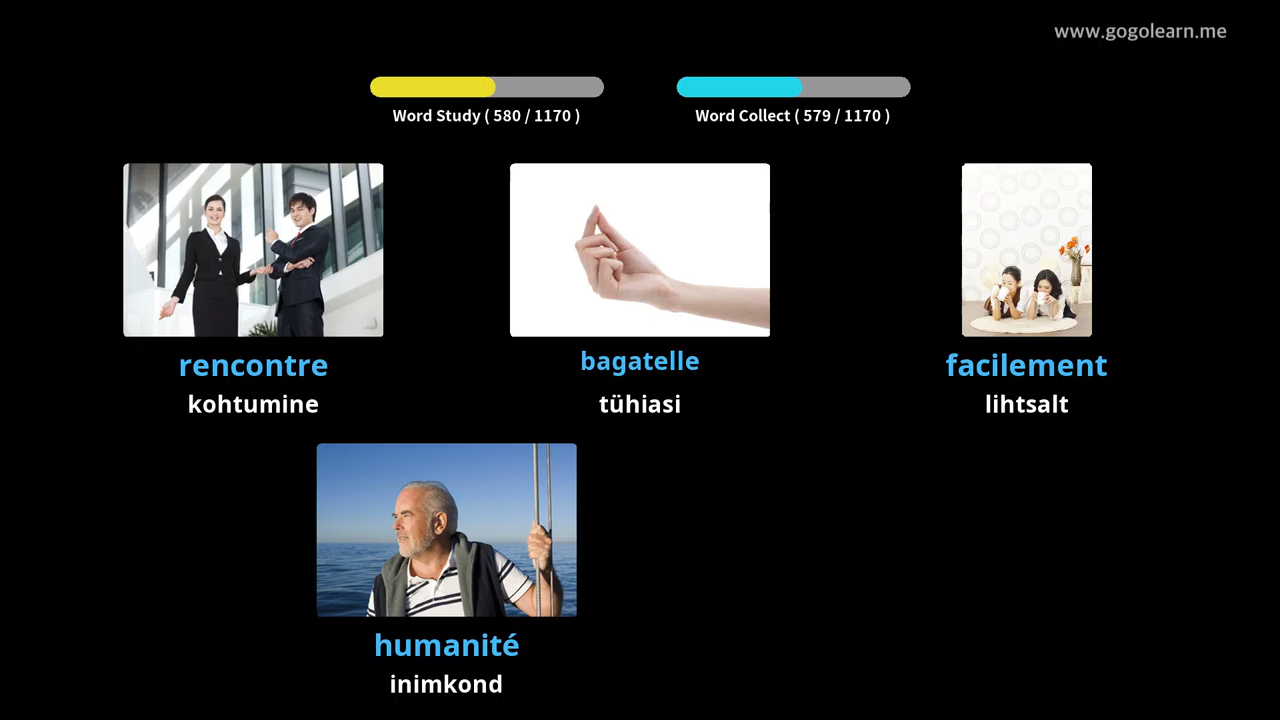 www.gogolearn.me
Word Study ( 580 / 1170 )
Word Collect ( 579 / 1170 )
rencontre
kohtumine
bagatelle
tühiasi
facilement
lihtsalt
humanité
inimkond